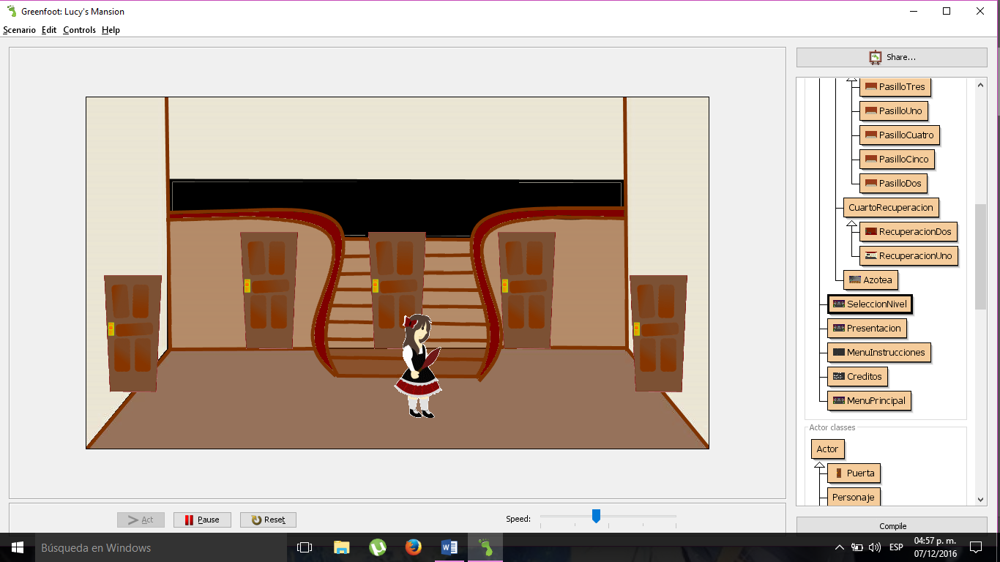 Greenfoot: Lucy's Mansion
Scenario Edit Controls Help
Share...
PasilloTres
PasilloUno
PasilloCuatro
PasilloCinco
PasilloDos
CuartoRecuperacion
RecuperacionDos
RecuperacionUno
Azotea
SeleccionNivel
Presentacion
MenuInstrucciones
Creditos
MenuPrincipal
Actor classes
Actor
Puerta
Personaje
Act Pause Reset Speed:
Compile
Búsqueda en Windows
ESP
04:57 p. m.
07/12/2016